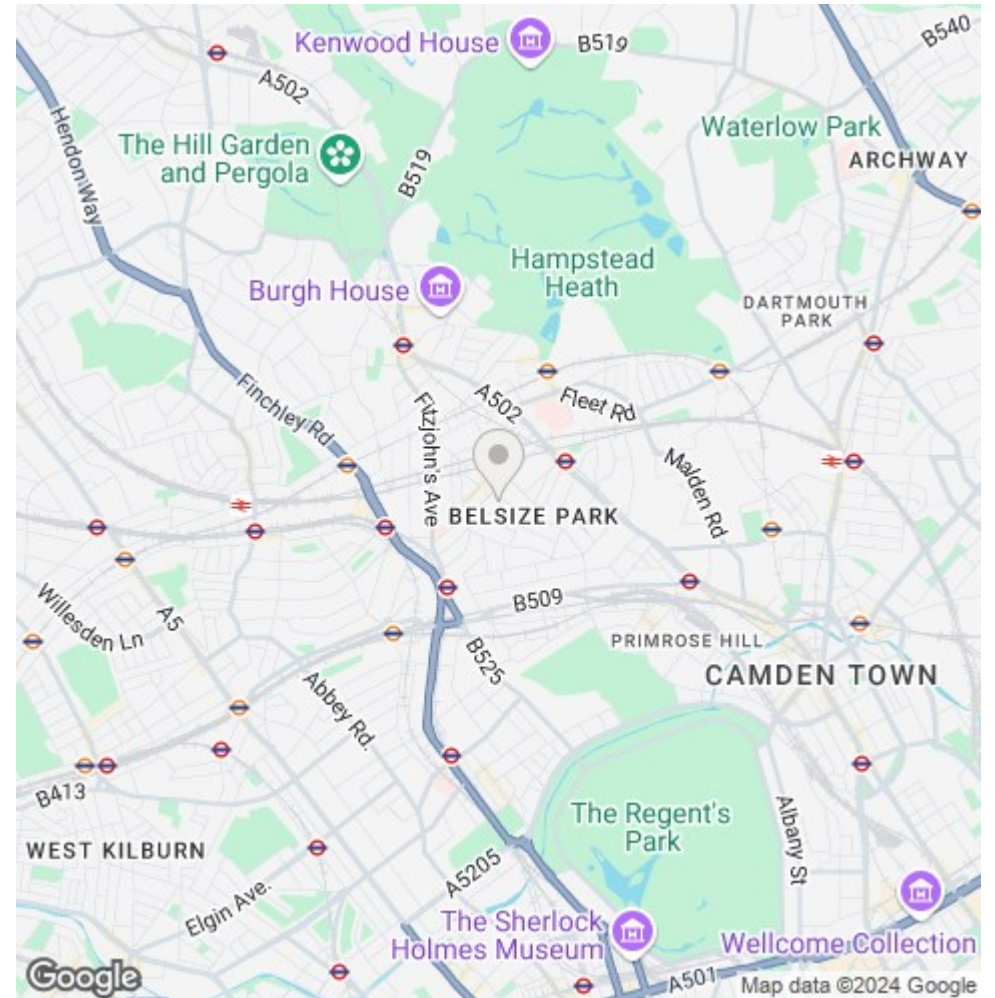 Kenwood House
B519
B540
A502
Hendon Way
The Hill Garden
and Pergola
B519
Waterlow Park
ARCHWAY
Hampstead
Heath
Burgh House
DARTMOUTH
PARK
Finchley Rd
Fitzjohn's Ave
A502
Fleet Rd
Malden Rd
BELSIZE PARK
Willesden Ln
A5
B509
PRIMROSE HILL
B525
CAMDEN TOWN
Abbey Rd.
B413
WEST KILBURN
The Regent's
Park
Albany St
A5205
Elgin Ave.
The Sherlock
Holmes Museum
Wellcome Collection
A501
Google
Map data ©2024 Google